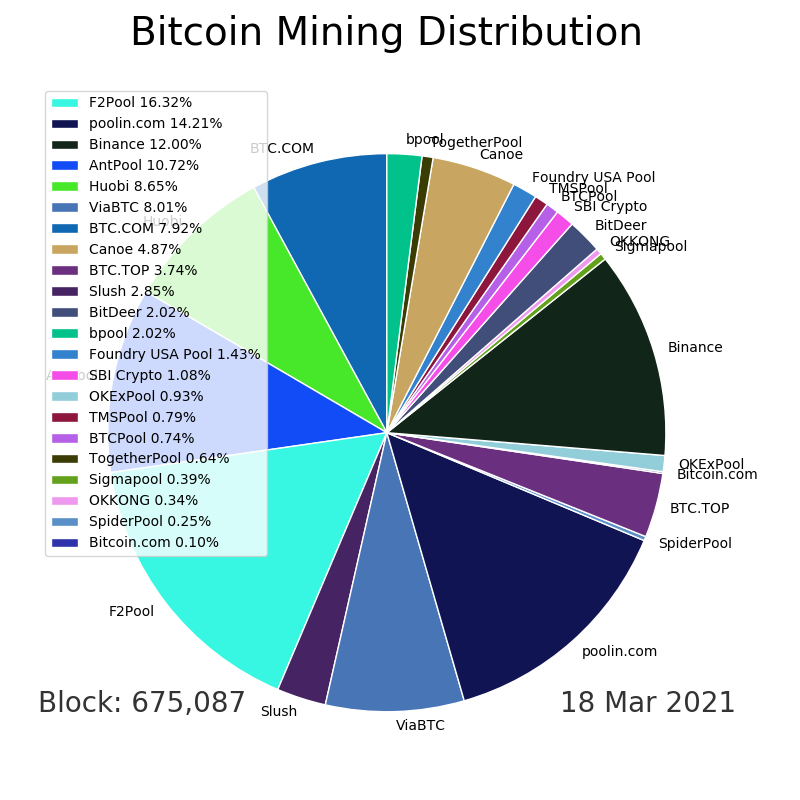 Bitcoin Mining Distribution
F2Pool 16.32%
poolin.com 14.21%
Binance 12.00%
AntPool 10.72%
Huobi 8.65%
ViaBTC 8.01%
BTC.COM 7.92%
Canoe 4.87%
BTC.TOP 3.74%
Slush 2.85%
BitDeer 2.02%
bpool 2.02%
Foundry USA Pool 1.43%
SBI Crypto 1.08%
OKExPool 0.93%
TMSPool 0.79%
BTCPool 0.74%
TogetherPool 0.64%
Sigmapool 0.39%
OKKONG 0.34%
SpiderPool 0.25%
Bitcoin.com 0.10%
bpool
TogetherPool
Canoe
Foundry USA Pool
TMSPool
BTCPool
SBI Crypto
BitDeer
OKKONG
Sigmapool
Binance
OKExPool
Bitcoin.com
BTC.TOP
SpiderPool
poolin.com
ViaBTC
Slush
F2Pool
Huobi
BTC.COM
Block: 675,087
18 Mar 2021